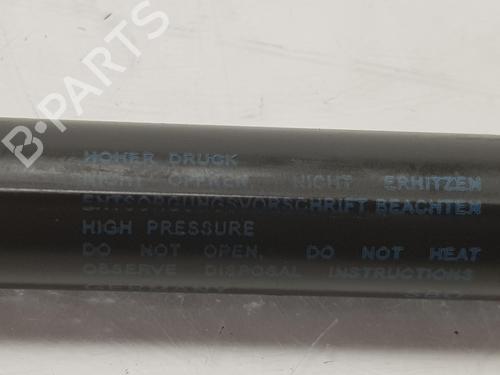 HOHER DRUCK
NICHT ÖFFNEN NICHT ERHITZEN
ENTSORGUNGSVORSCHRIFT BEACHTEN
HIGH PRESSURE
DO NOT OPEN, DO NOT HEAT
OBSERVE DISPOSAL INSTRUCTIONS
GERMANY
B-PARTS